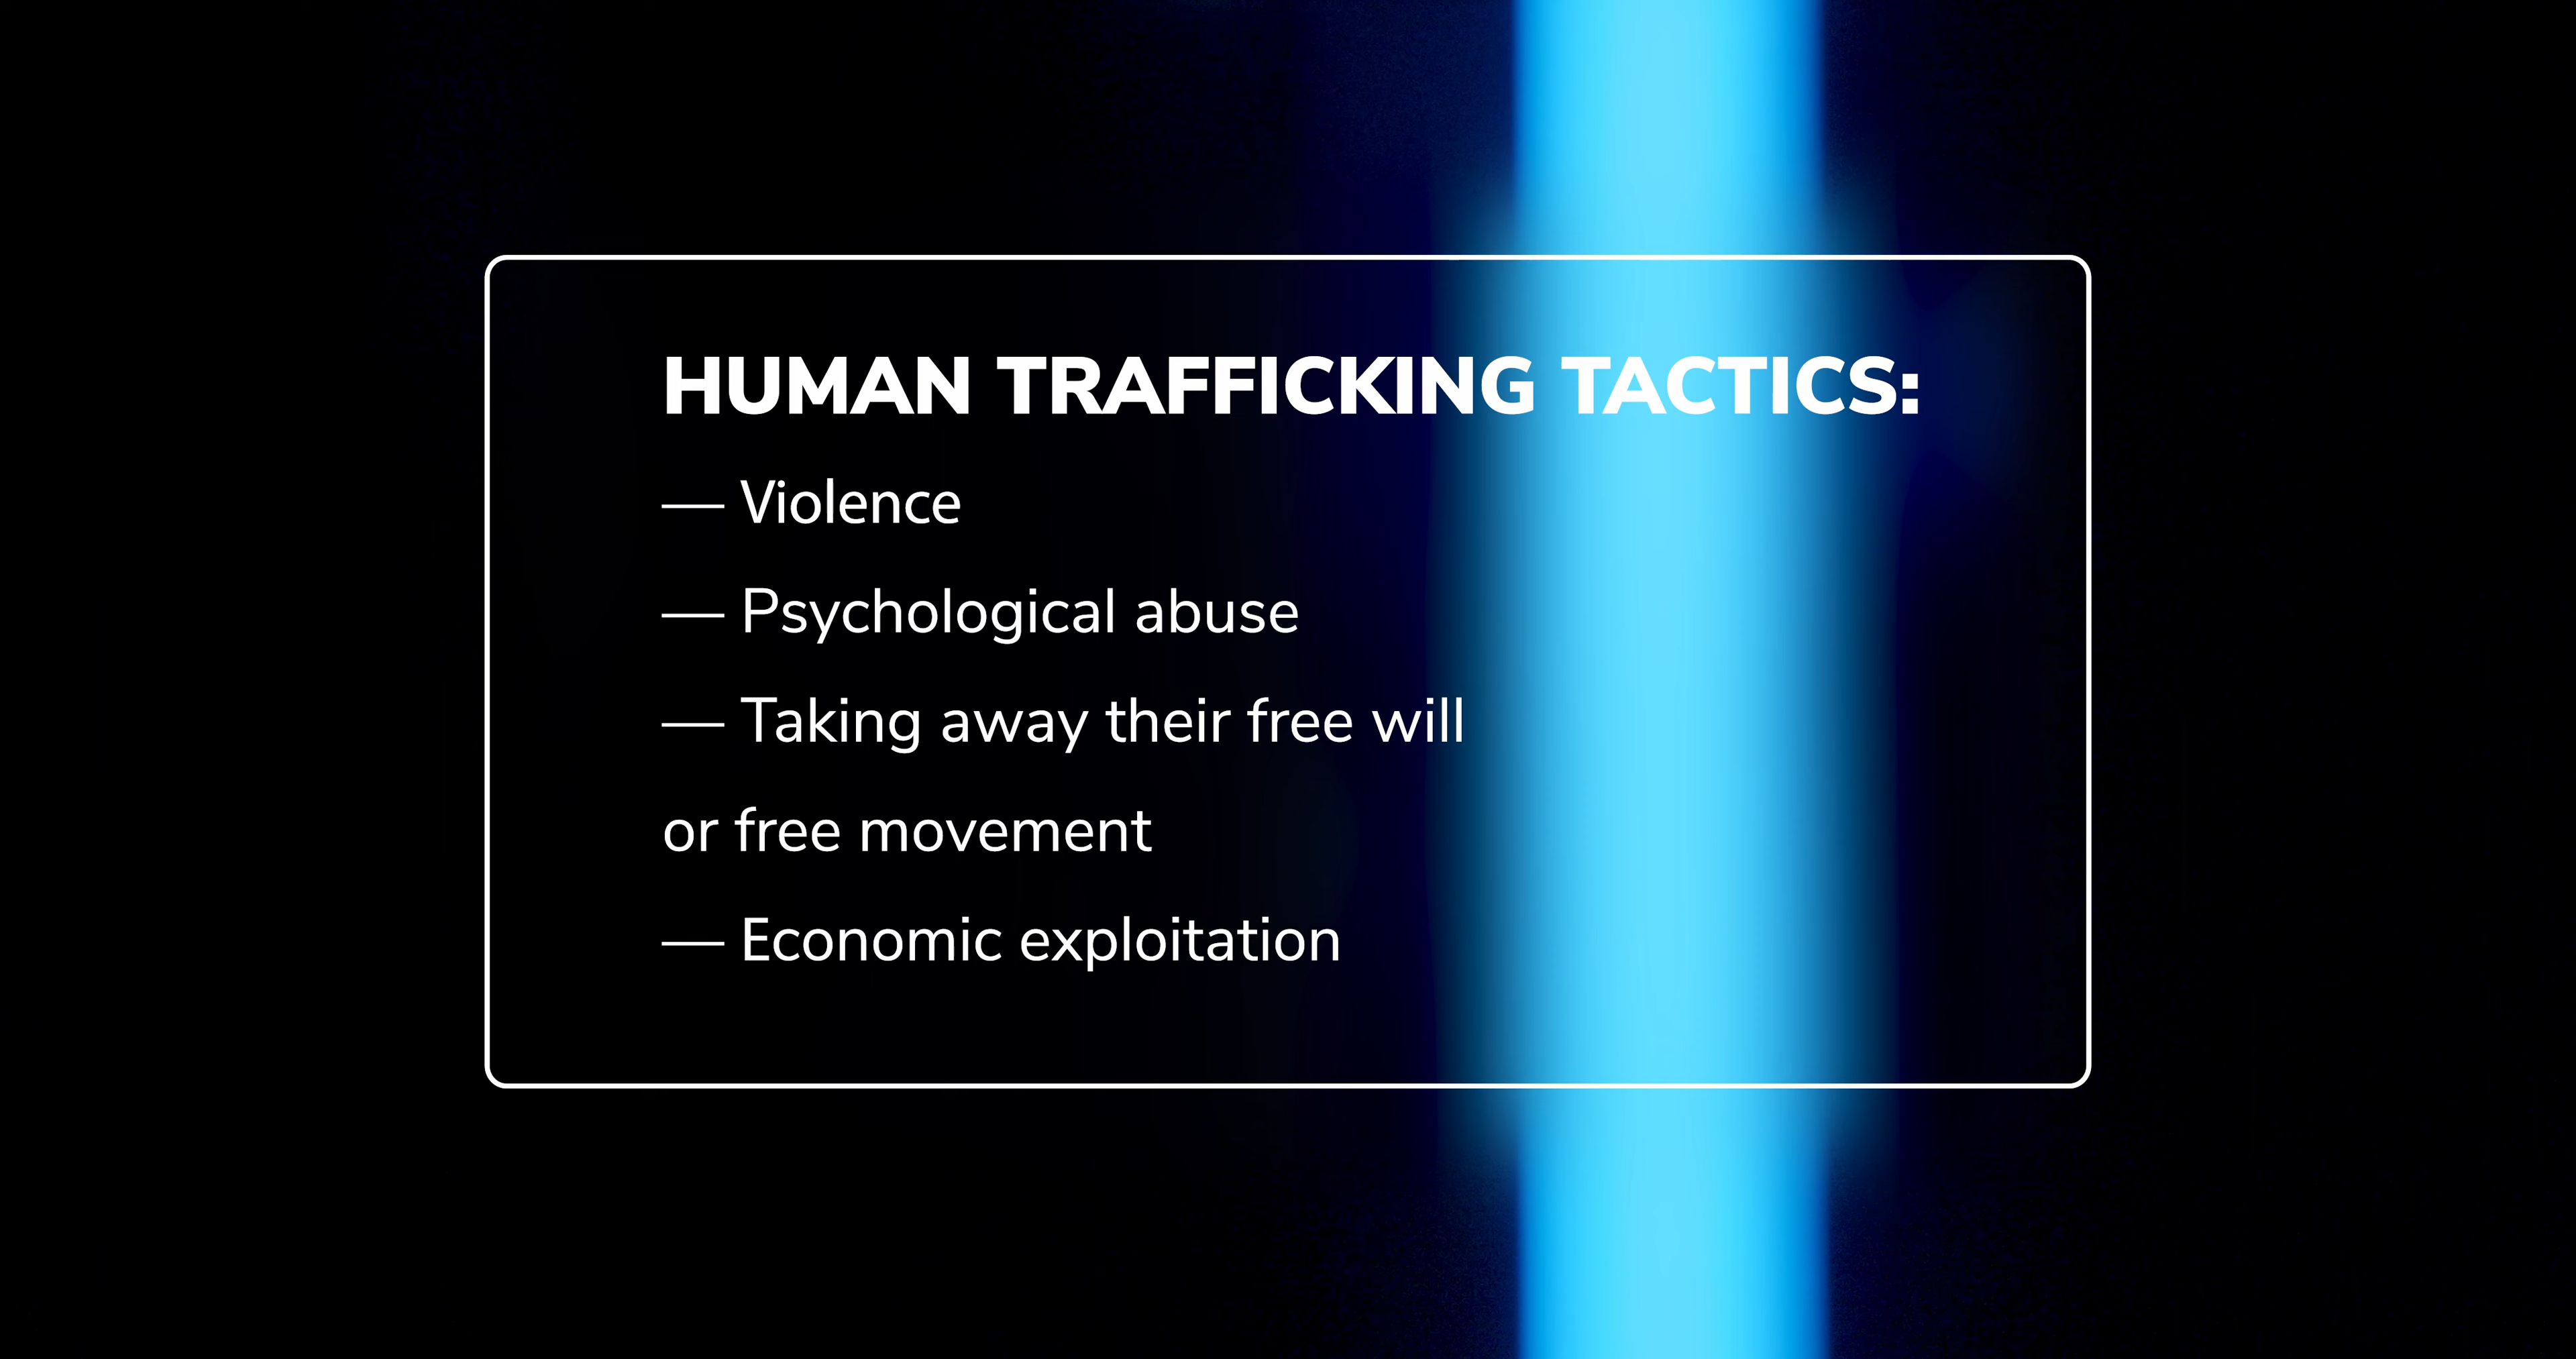 HUMAN TRAFFICKING TACTICS:
— Violence
— Psychological abuse
— Taking away their free will
or free movement
— Economic exploitation